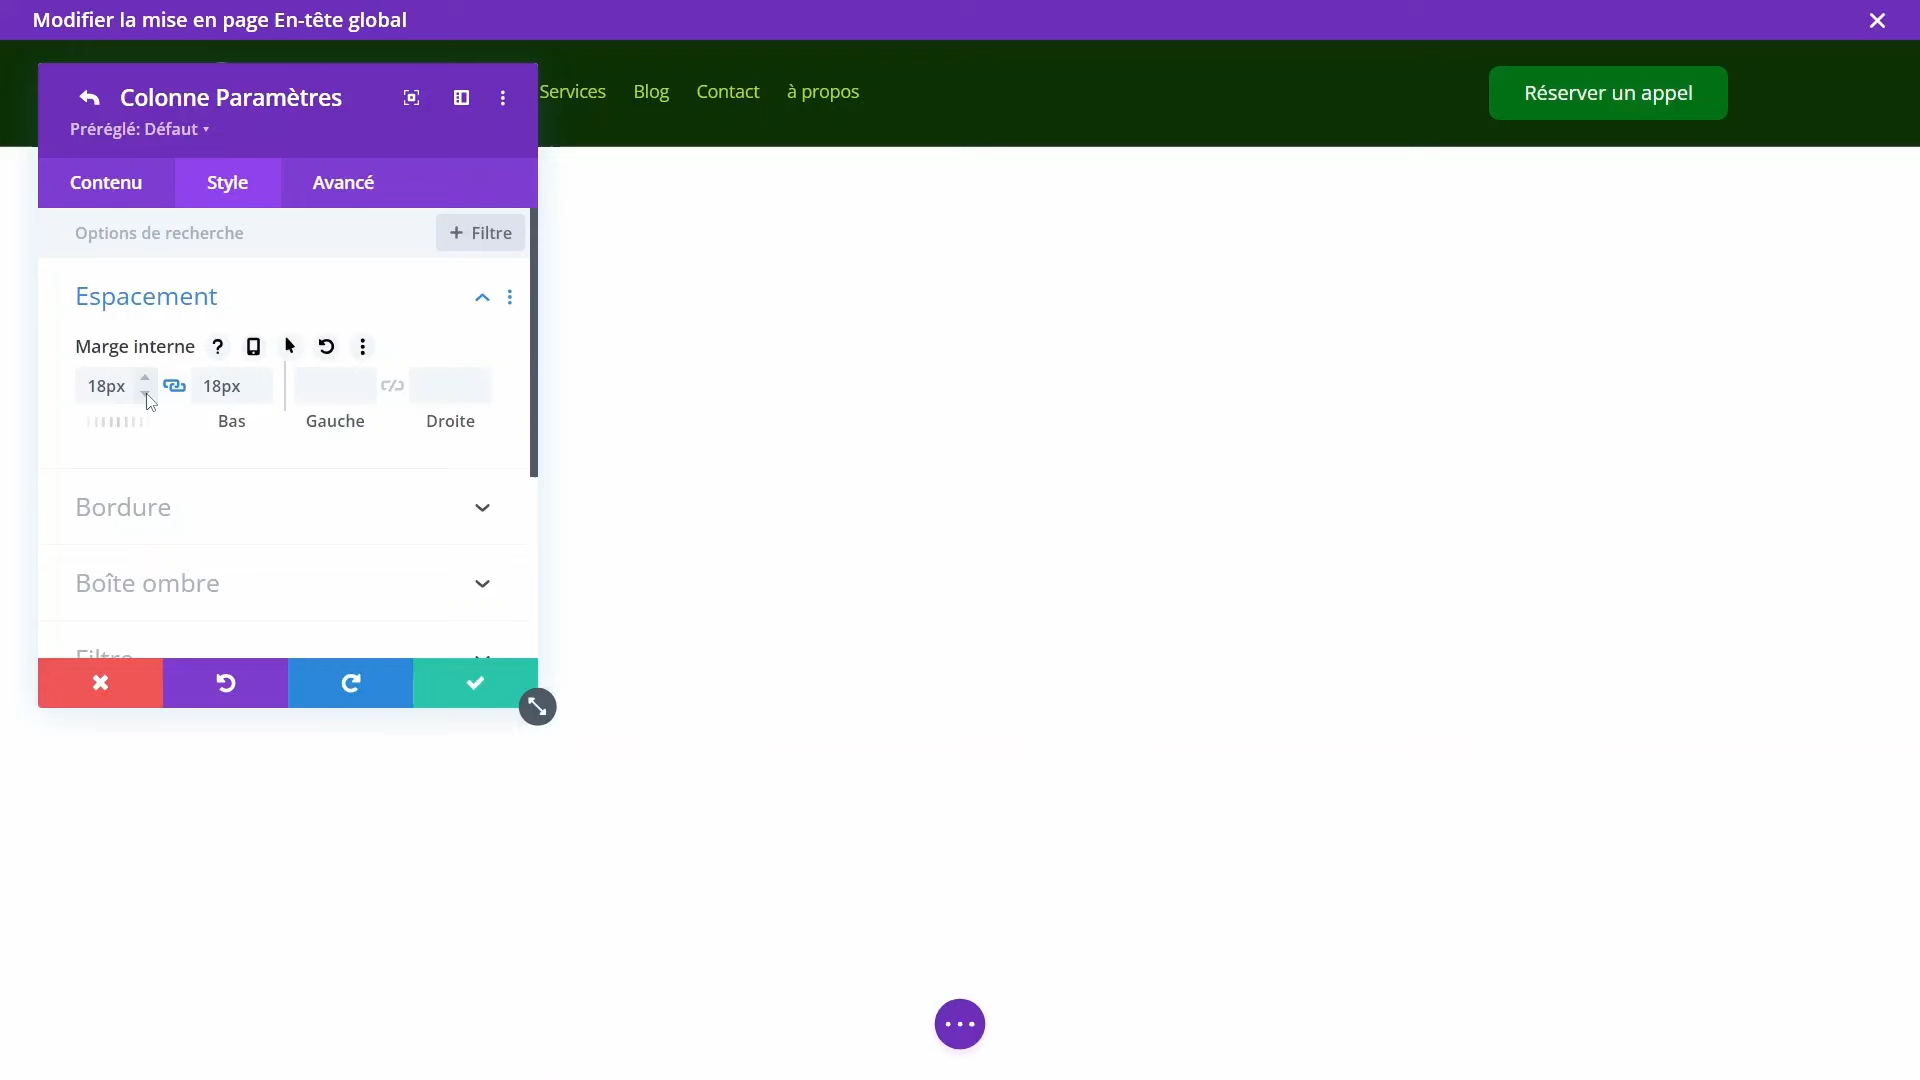 Modifier la mise en page En-tête global
Services Blog Contact à propos
Réserver un appel
Colonne Paramètres
Préréglé: Défaut
Contenu Style Avancé
Options de recherche
+ Filtre
Espacement
Marge interne ?
18px 18px
Bas Gauche Droite
Bordure
Boîte ombre
Filtre